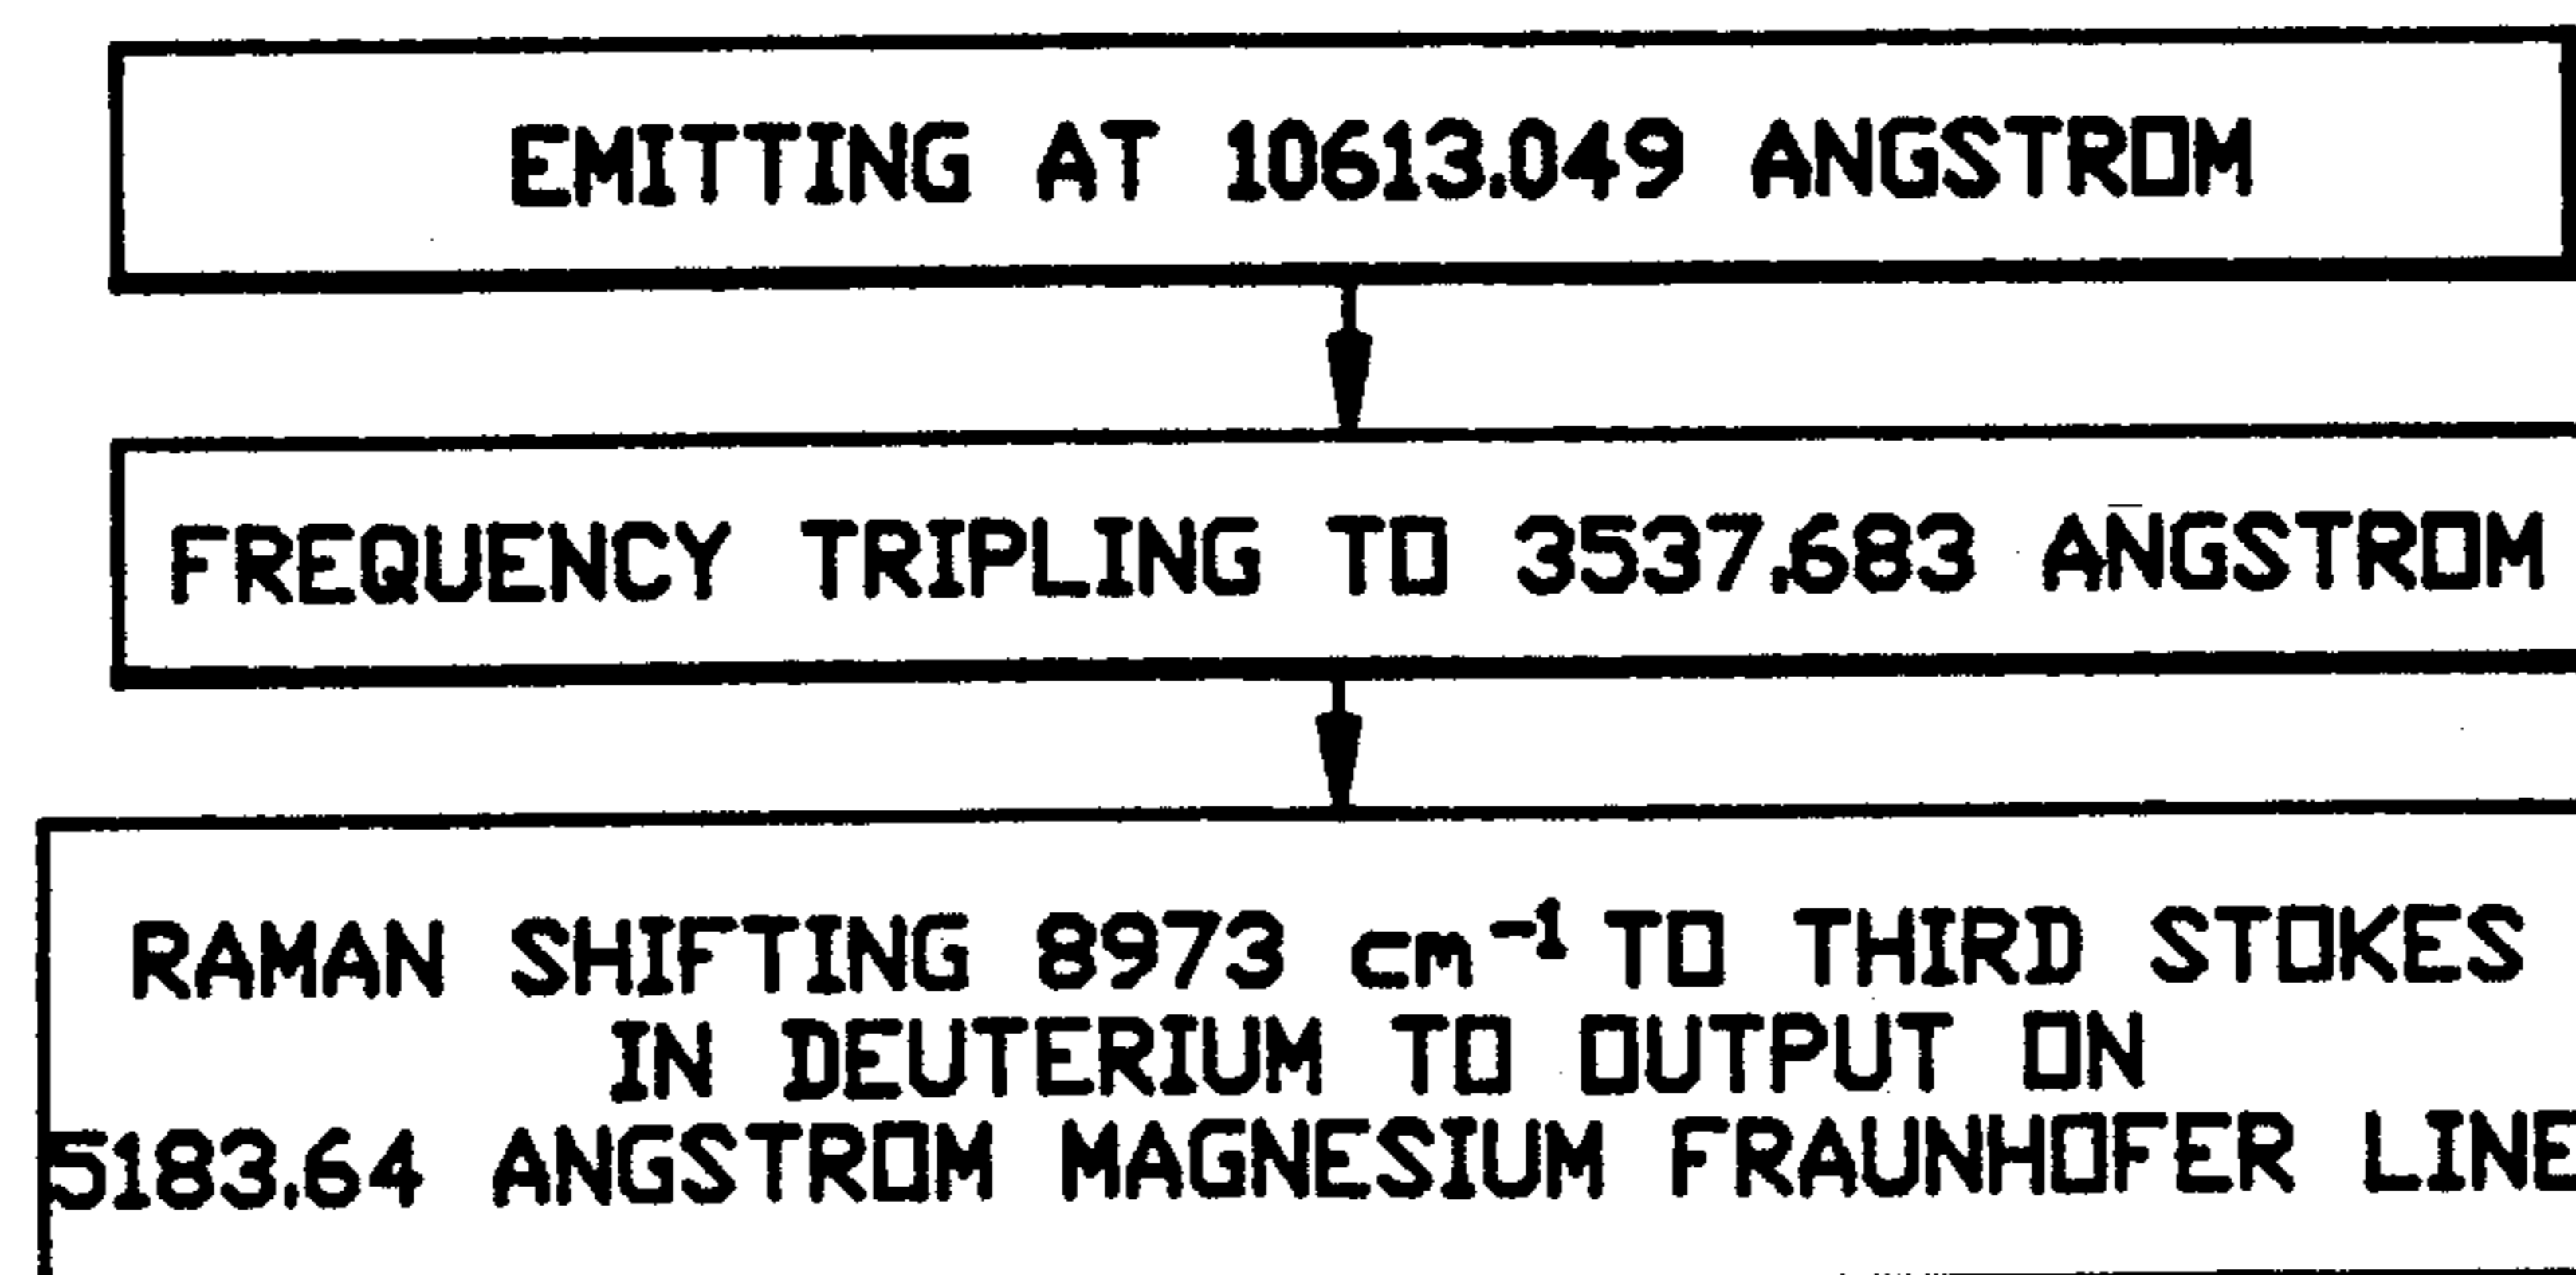 EMITTING AT 10613.049 ANGSTROM
FREQUENCY TRIPLING TO 3537.683 ANGSTROM
RAMAN SHIFTING 8973 cm⁻¹ TO THIRD STOKES
IN DEUTERIUM TO OUTPUT ON
5183.64 ANGSTROM MAGNESIUM FRAUNHOFER LINE